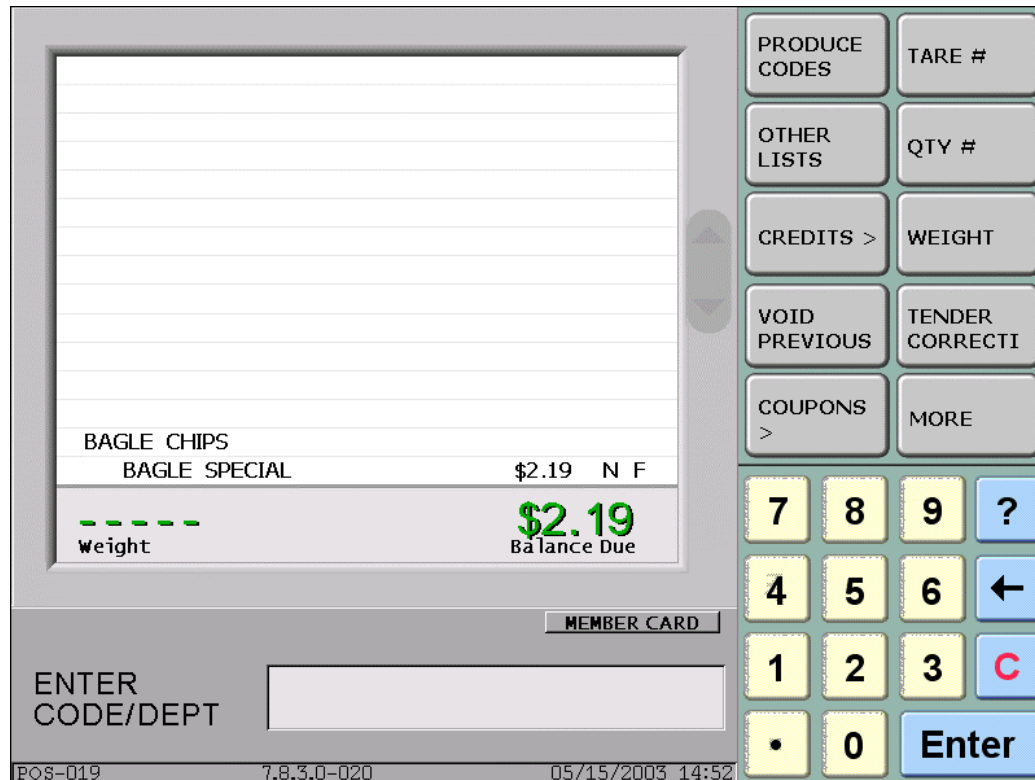 BAGLE CHIPS
BAGLE SPECIAL $2.19 N F
-----
Weight
$2.19
Balance Due
MEMBER CARD
ENTER
CODE/DEPT
POS-019 7.8.3.0-020 05/15/2003 14:52
PRODUCE
CODES
TARE #
OTHER
LISTS
QTY #
CREDITS >
WEIGHT
VOID
PREVIOUS
TENDER
CORRECTI
COUPONS
>
MORE
7 8 9 ?
4 5 6 ←
1 2 3 C
. 0 Enter